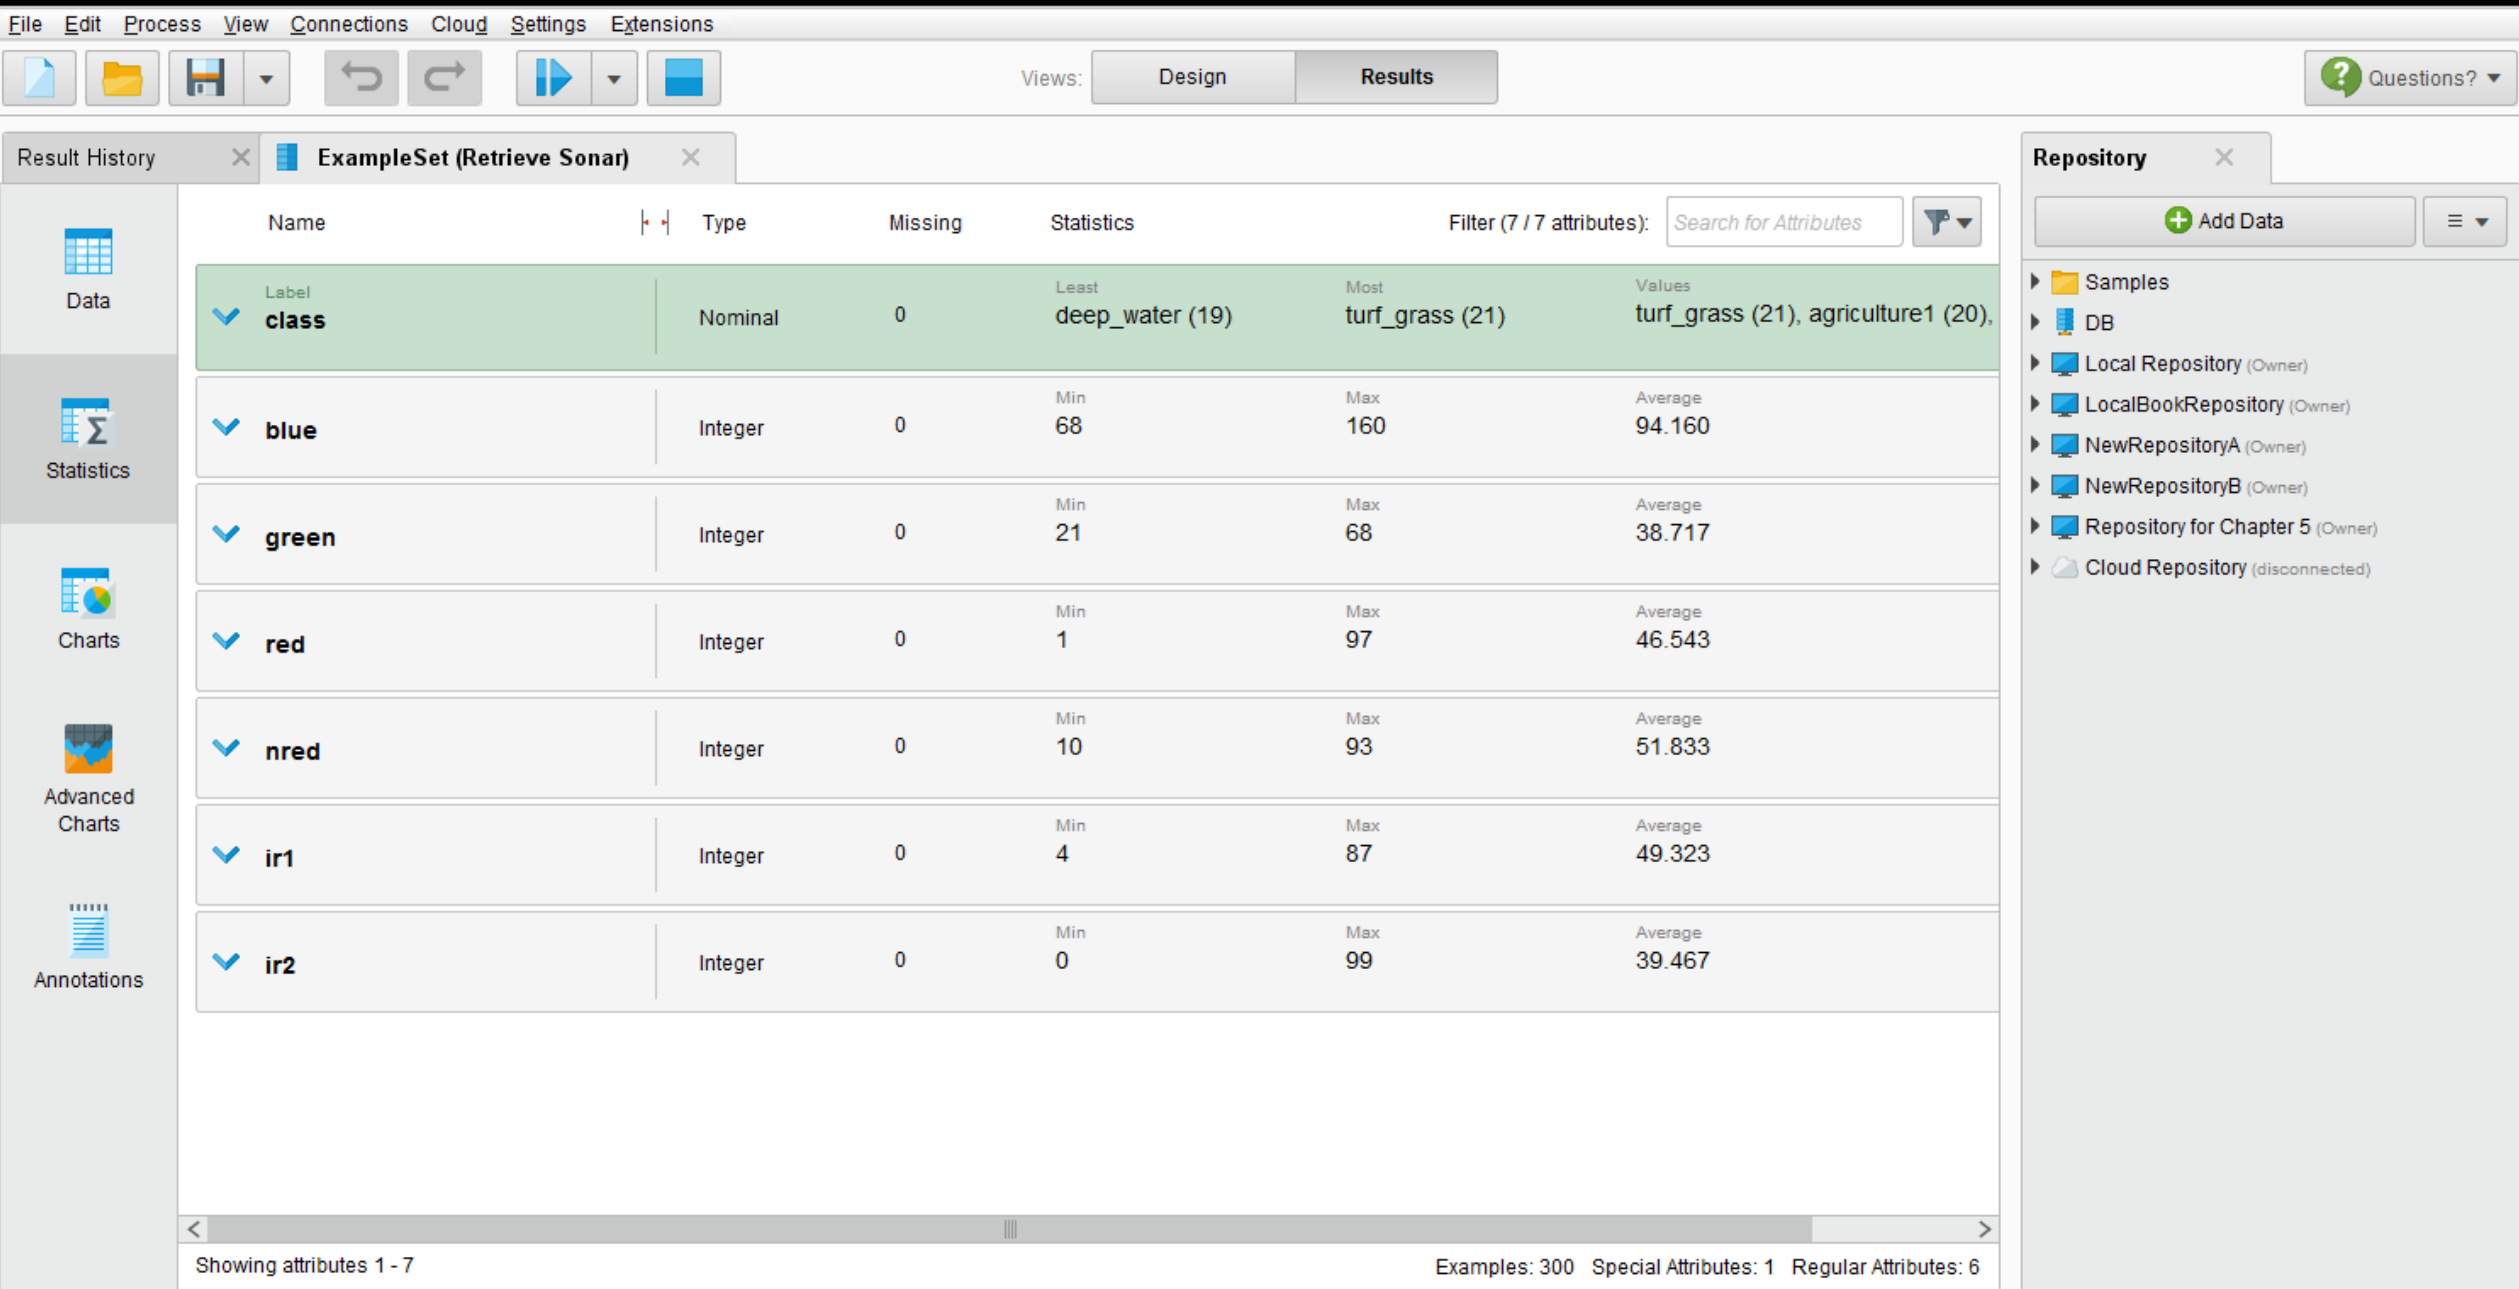 File Edit Process View Connections Cloud Settings Extensions
Views: Design Results
Questions?
Result History
ExampleSet (Retrieve Sonar)
Repository
Name Type Missing Statistics Filter (7 / 7 attributes): Search for Attributes
Add Data
Data
Statistics
Charts
Advanced
Charts
Annotations
Label Least Most Values
class Nominal 0 deep_water (19) turf_grass (21) turf_grass (21), agriculture1 (20),
Min Max Average
blue Integer 0 68 160 94.160
Min Max Average
green Integer 0 21 68 38.717
Min Max Average
red Integer 0 1 97 46.543
Min Max Average
nred Integer 0 10 93 51.833
Min Max Average
ir1 Integer 0 4 87 49.323
Min Max Average
ir2 Integer 0 0 99 39.467
Samples
DB
Local Repository (Owner)
LocalBookRepository (Owner)
NewRepositoryA (Owner)
NewRepositoryB (Owner)
Repository for Chapter 5 (Owner)
Cloud Repository (disconnected)
Showing attributes 1 - 7
Examples: 300 Special Attributes: 1 Regular Attributes: 6